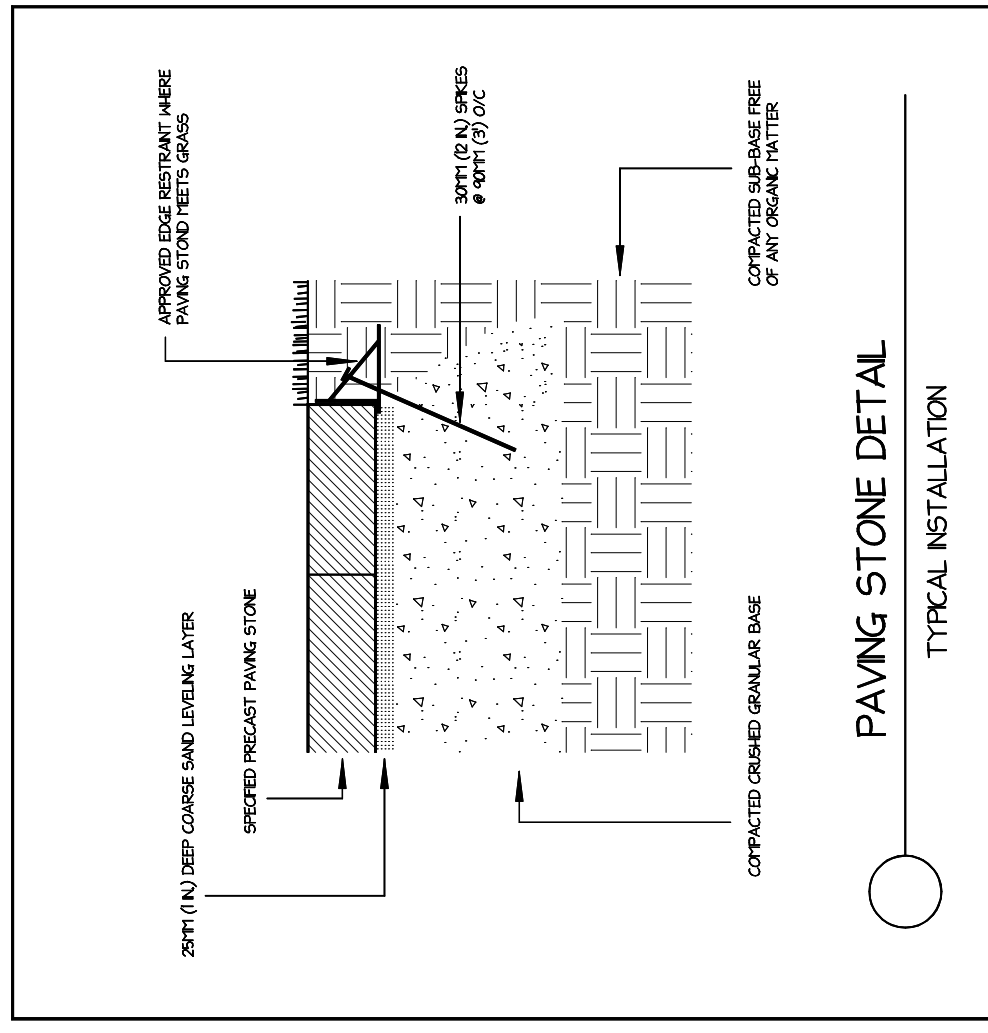 25MM (1 IN.) DEEP COARSE SAND LEVELING LAYER
SPECIFIED PRECAST PAVING STONE
APPROVED EDGE RESTRAINT WHERE
PAVING STOND MEETS GRASS
30MM (12 IN.) SPIKES
@ 90MM (3') O/C
COMPACTED SUB-BASE FREE
OF ANY ORGANIC MATTER
COMPACTED CRUSHED GRANULAR BASE
PAVING STONE DETAIL
TYPICAL INSTALLATION